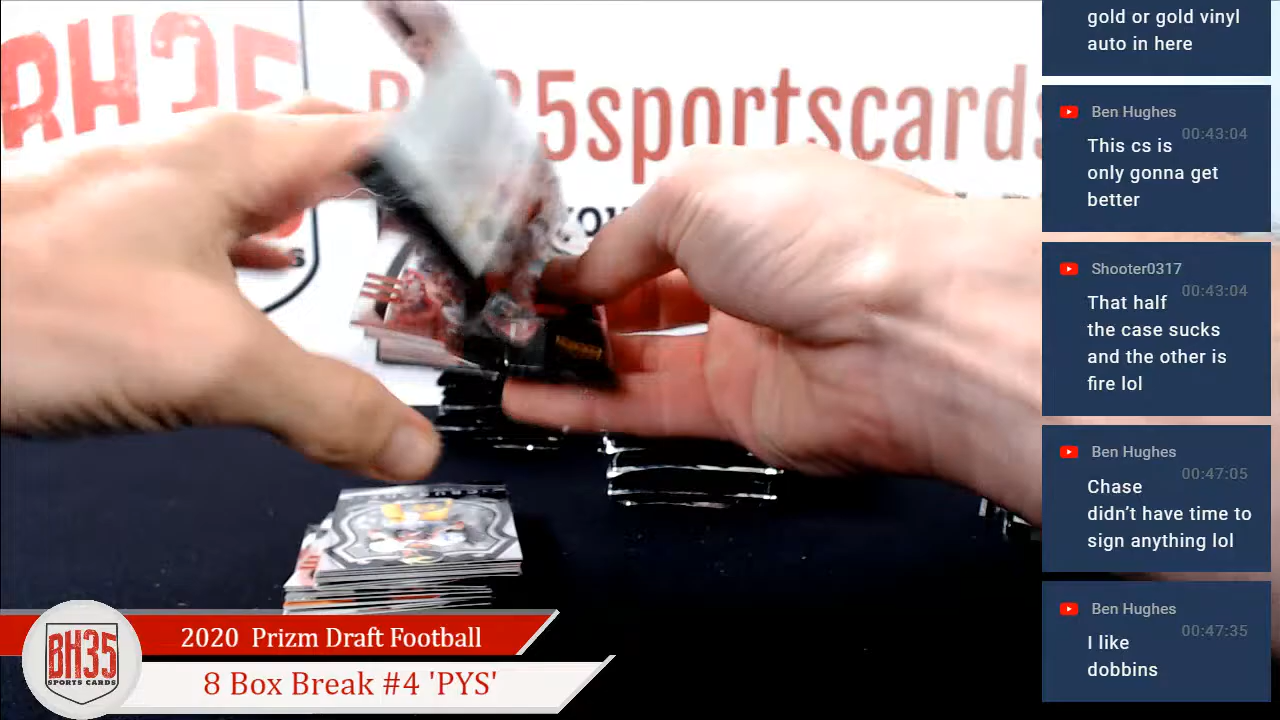 BH35
5sportscards
gold or gold vinyl
auto in here
Ben Hughes
00:43:04
This cs is
only gonna get
better
Shooter0317
00:43:04
That half
the case sucks
and the other is
fire lol
Ben Hughes
00:47:05
Chase
didn’t have time to
sign anything lol
Ben Hughes
00:47:35
I like
dobbins
BH35
SPORTS CARDS
2020 Prizm Draft Football
8 Box Break #4 'PYS'